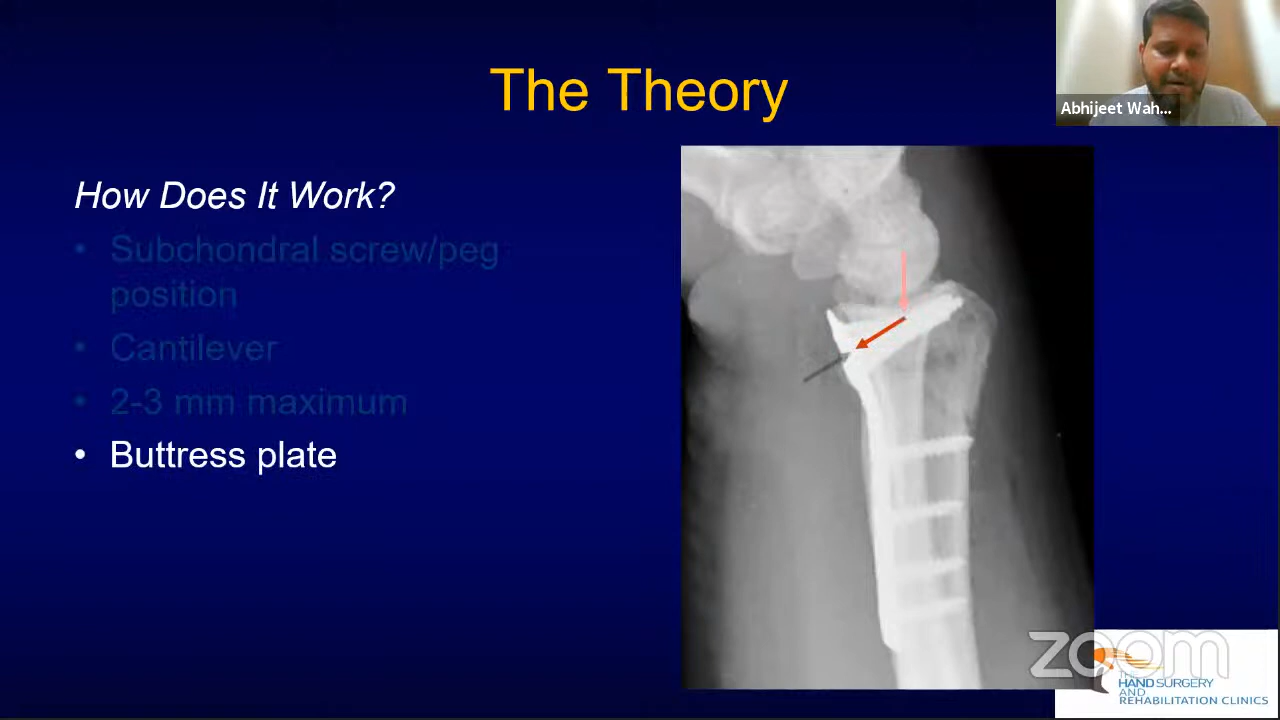 The Theory
Abhijeet Wah...
How Does It Work?
• Subchondral screw/peg
position
• Cantilever
• 2-3 mm maximum
• Buttress plate
zoom
HAND SURGERY
AND
REHABILITATION CLINICS